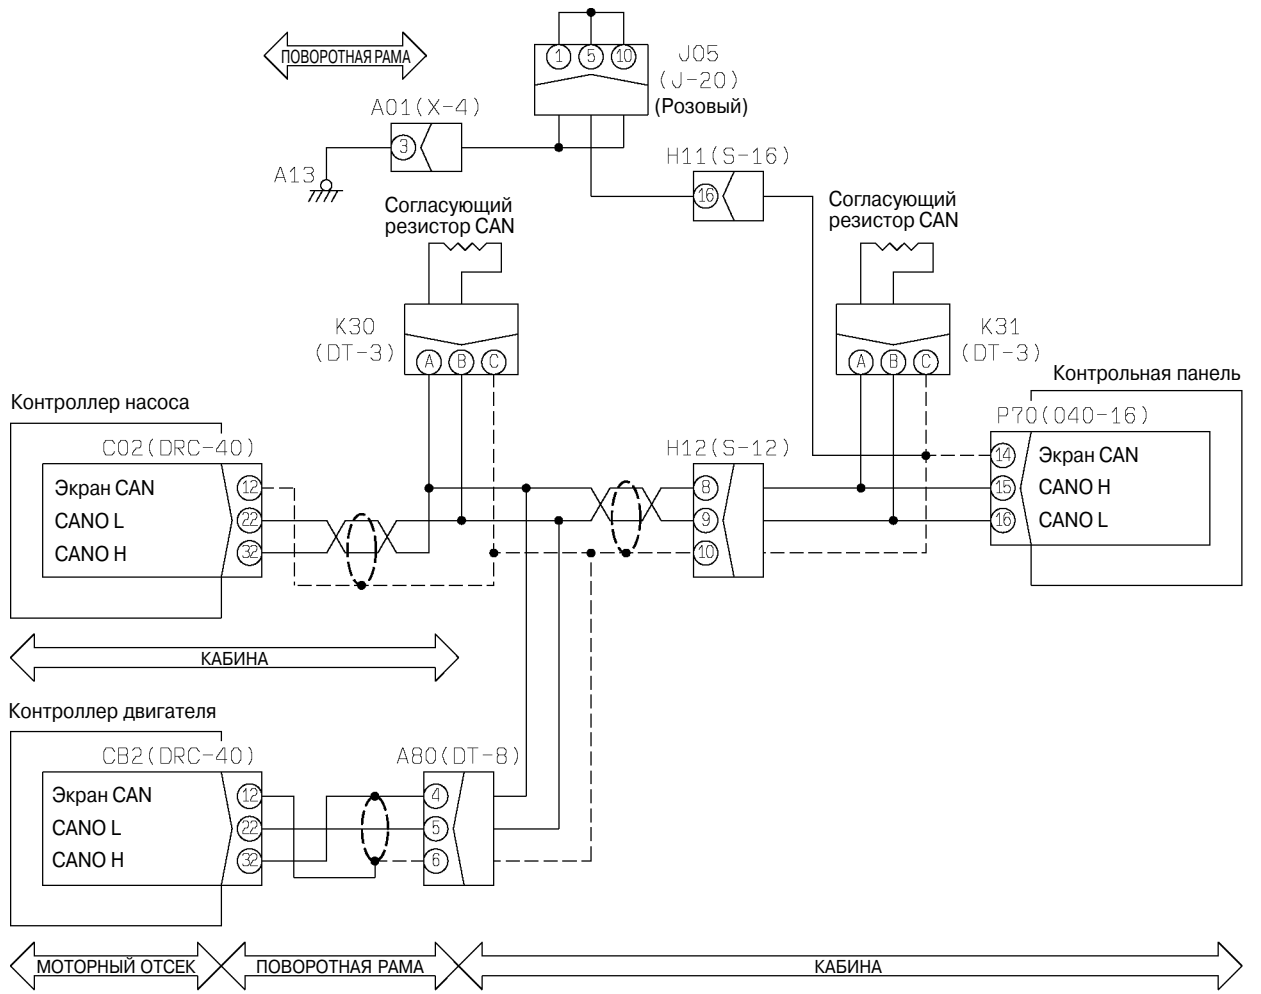 ПОВОРОТНАЯ РАМА
1 5 10
J05
(J-20)
(Розовый)
A01(X-4)
3
A13
H11(S-16)
16
Согласующий
резистор CAN
Согласующий
резистор CAN
K30
(DT-3)
A B C
K31
(DT-3)
A B C
Контрольная панель
P70(040-16)
14 Экран CAN
15 CANO H
16 CANO L
Контроллер насоса
C02(DRC-40)
Экран CAN 12
CANO L 22
CANO H 32
H12(S-12)
8
9
10
КАБИНА
Контроллер двигателя
CB2(DRC-40)
Экран CAN 12
CANO L 22
CANO H 32
A80(DT-8)
4
5
6
МОТОРНЫЙ ОТСЕК
ПОВОРОТНАЯ РАМА
КАБИНА